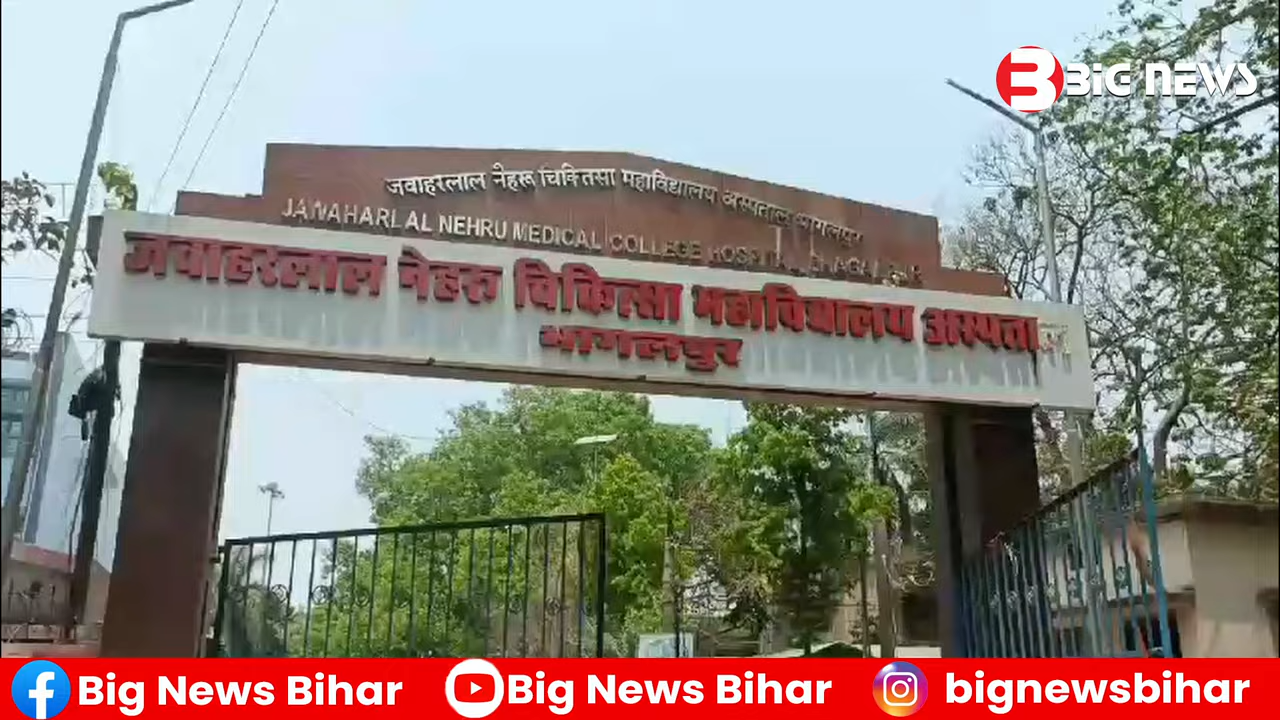 BiG NEWS
जवाहरलाल नेहरू चिकित्सा महाविद्यालय अस्पताल भागलपुर
JAWAHARLAL NEHRU MEDICAL COLLEGE HOSPITAL, BHAGALPUR
जवाहरलाल नेहरु चिकित्सा महाविद्यालय अस्पताल
भागलपुर
Big News Bihar Big News Bihar bignewsbihar